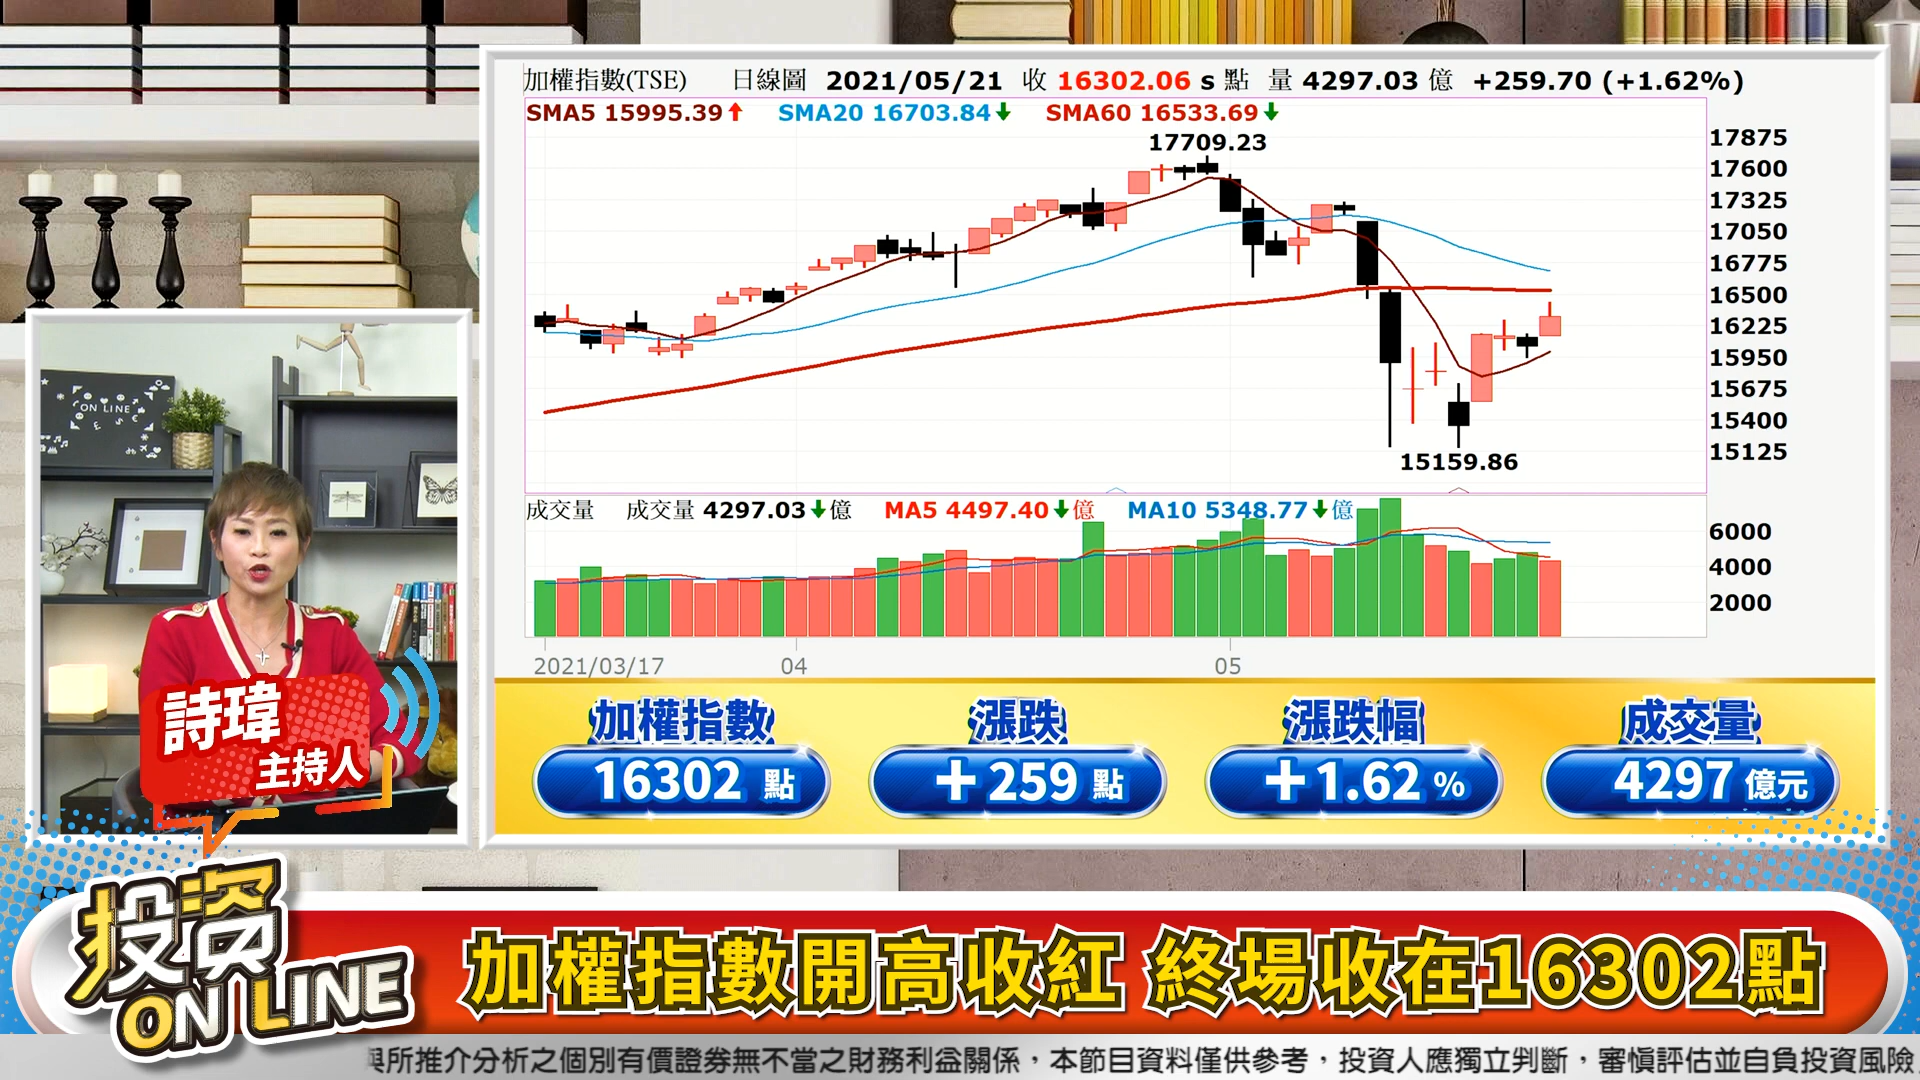 加權指數(TSE) 日線圖 2021/05/21 收 16302.06 s 點 量 4297.03 億 +259.70 (+1.62%)
SMA5 15995.39 SMA20 16703.84 SMA60 16533.69
17709.23
17875
17600
17325
17050
16775
16500
16225
15950
15675
15400
15125
15159.86
成交量 成交量 4297.03 億 MA5 4497.40 億 MA10 5348.77 億
6000
4000
2000
2021/03/17 04 05
ON LINE
詩瑋
主持人
加權指數 漲跌 漲跌幅 成交量
16302 點 +259 點 +1.62 % 4297 億元
投資
ON LINE
加權指數開高收紅 終場收在16302點
與所推介分析之個別有價證券無不當之財務利益關係，本節目資料僅供參考，投資人應獨立判斷，審慎評估並自負投資風險